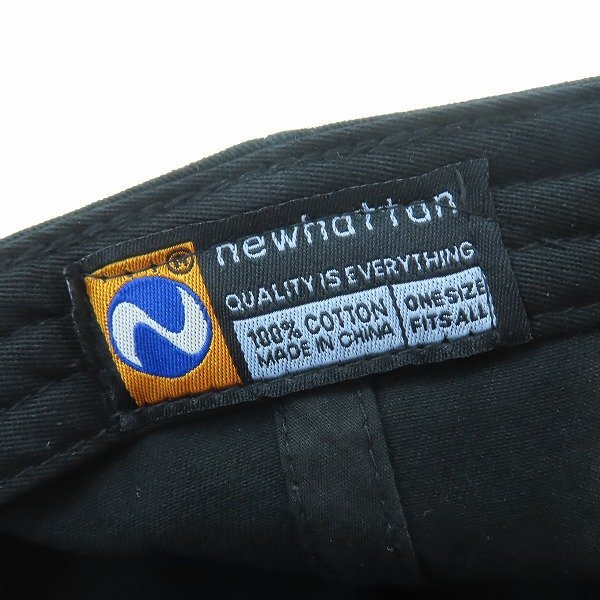 newhattan
QUALITY IS EVERYTHING
100% COTTON
MADE IN CHINA
ONE SIZE
FITS ALL